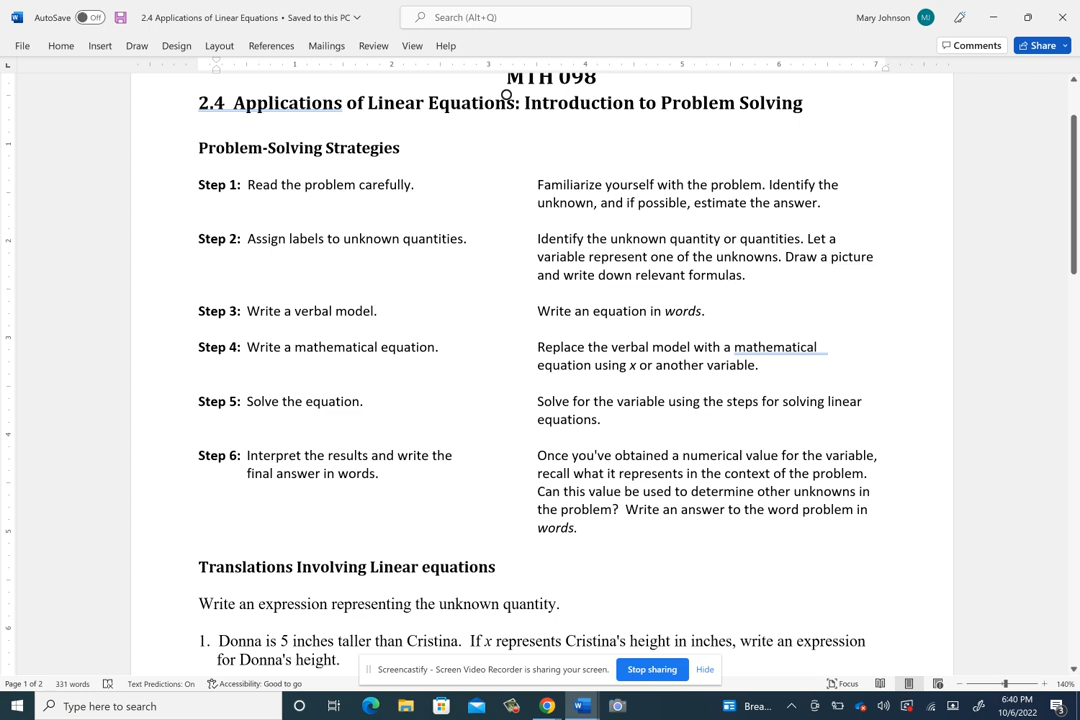 AutoSave Off 2.4 Applications of Linear Equations • Saved to this PC Search (Alt+Q) Mary Johnson MJ
File Home Insert Draw Design Layout References Mailings Review View Help Comments Share
1 2 3 4 5 6 7
MTH 098
2.4 Applications of Linear Equations: Introduction to Problem Solving
Problem-Solving Strategies
Step 1: Read the problem carefully. Familiarize yourself with the problem. Identify the
unknown, and if possible, estimate the answer.
Step 2: Assign labels to unknown quantities. Identify the unknown quantity or quantities. Let a
variable represent one of the unknowns. Draw a picture
and write down relevant formulas.
Step 3: Write a verbal model. Write an equation in words.
Step 4: Write a mathematical equation. Replace the verbal model with a mathematical
equation using x or another variable.
Step 5: Solve the equation. Solve for the variable using the steps for solving linear
equations.
Step 6: Interpret the results and write the Once you've obtained a numerical value for the variable,
final answer in words. recall what it represents in the context of the problem.
Can this value be used to determine other unknowns in
the problem? Write an answer to the word problem in
words.
Translations Involving Linear equations
Write an expression representing the unknown quantity.
1. Donna is 5 inches taller than Cristina. If x represents Cristina's height in inches, write an expression
for Donna's height.
Screencastify - Screen Video Recorder is sharing your screen. Stop sharing Hide
Page 1 of 2 331 words Text Predictions: On Accessibility: Good to go Focus 140%
Type here to search Brea... 6:40 PM
10/6/2022 3